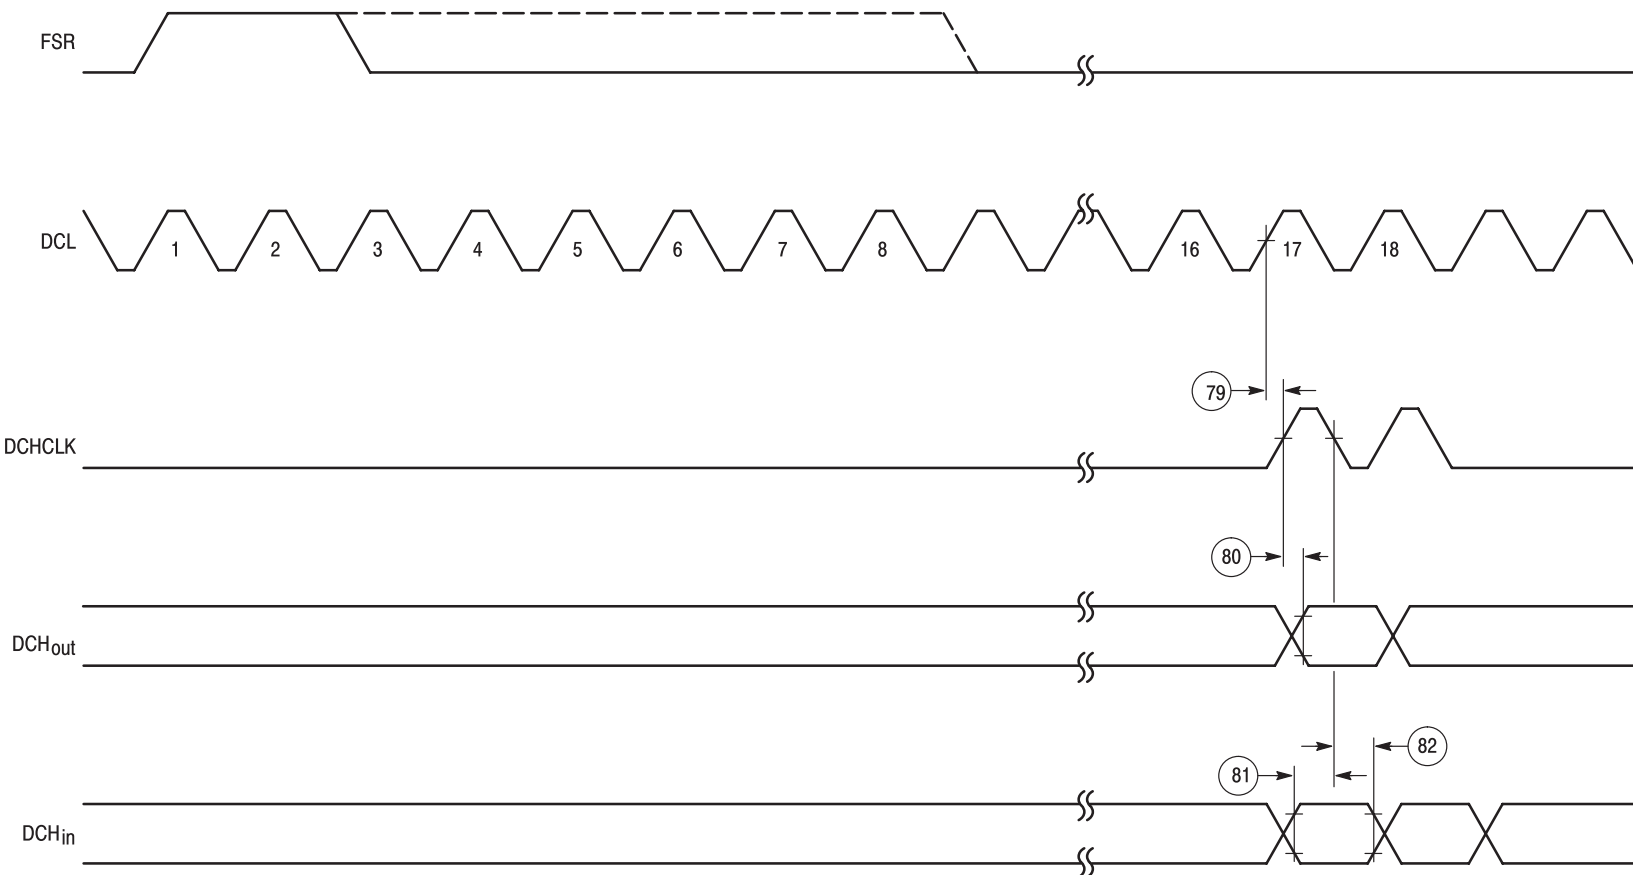 FSR
DCL
1 2 3 4 5 6 7 8 16 17 18
79
DCHCLK
80
DCHout
82
81
DCHin